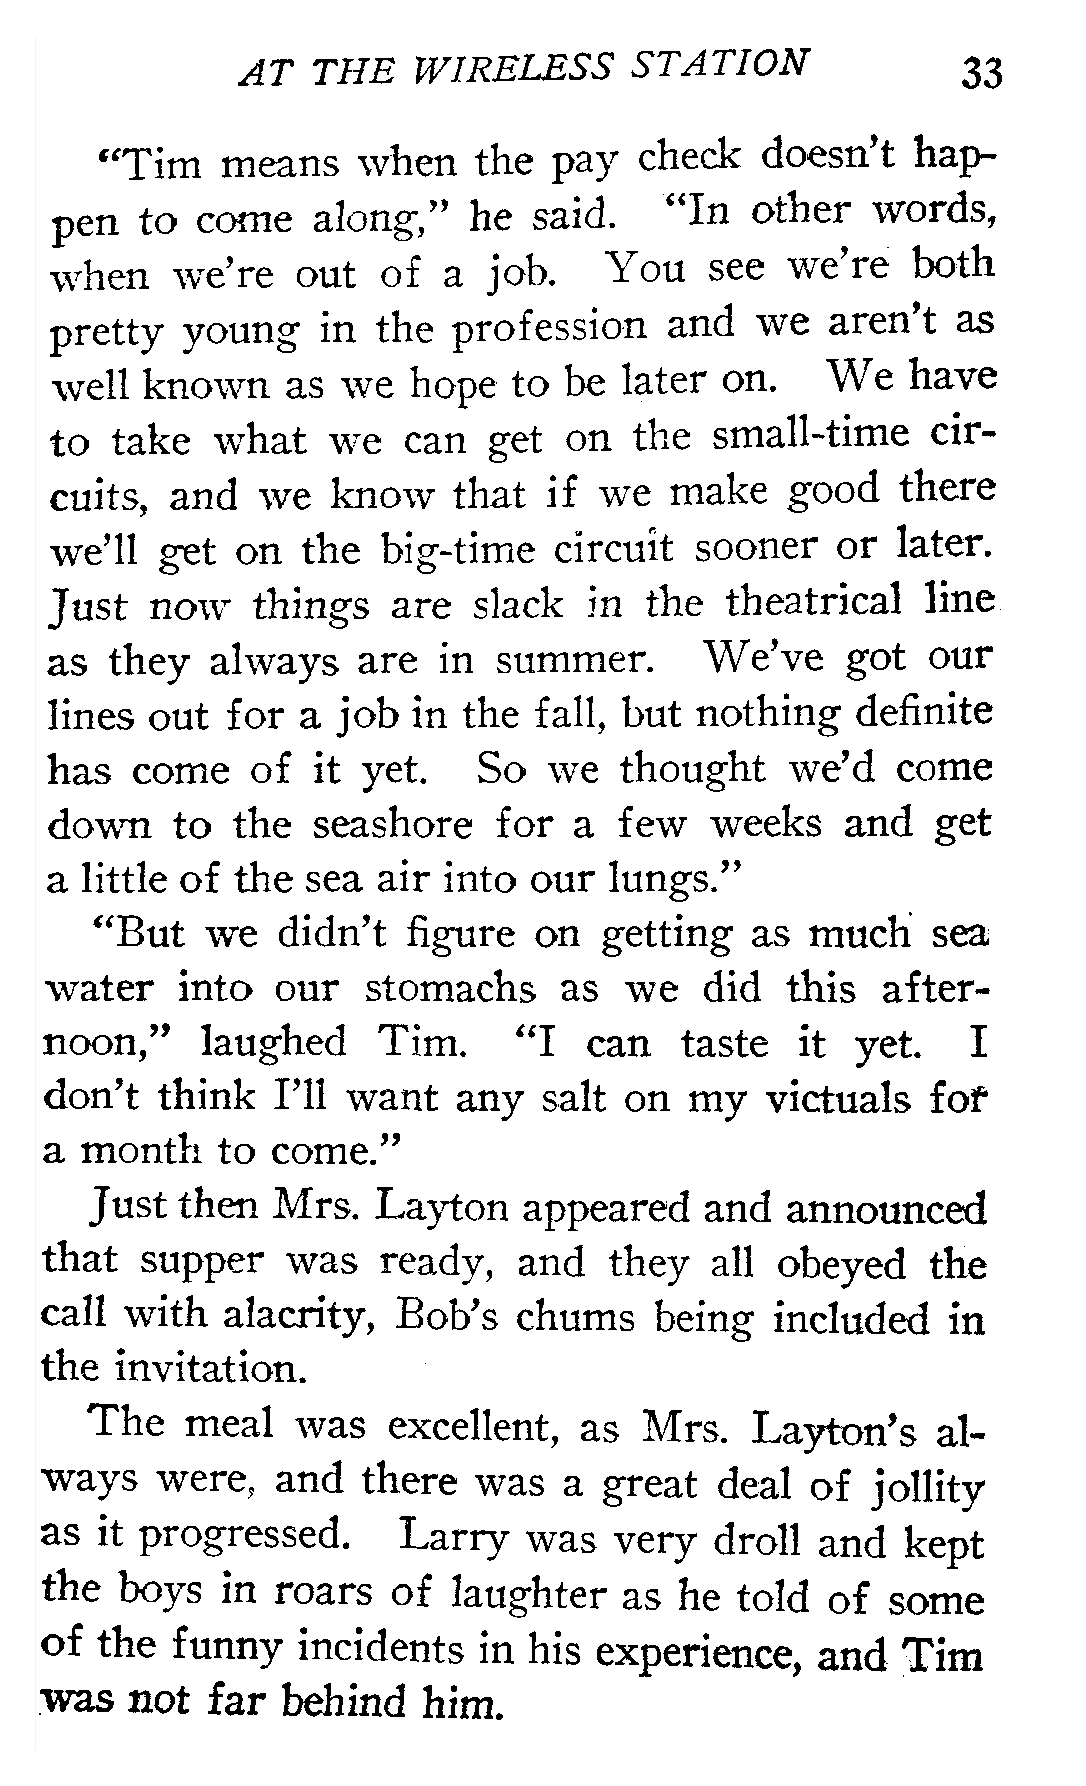 AT THE WIRELESS STATION 33
“Tim means when the pay check doesn’t hap-
pen to come along,” he said. “In other words,
when we’re out of a job. You see we’re both
pretty young in the profession and we aren’t as
well known as we hope to be later on. We have
to take what we can get on the small-time cir-
cuits, and we know that if we make good there
we’ll get on the big-time circuit sooner or later.
Just now things are slack in the theatrical line
as they always are in summer. We’ve got our
lines out for a job in the fall, but nothing definite
has come of it yet. So we thought we’d come
down to the seashore for a few weeks and get
a little of the sea air into our lungs.”
“But we didn’t figure on getting as much sea
water into our stomachs as we did this after-
noon,” laughed Tim. “I can taste it yet. I
don’t think I’ll want any salt on my victuals for
a month to come.”
Just then Mrs. Layton appeared and announced
that supper was ready, and they all obeyed the
call with alacrity, Bob’s chums being included in
the invitation.
The meal was excellent, as Mrs. Layton’s al-
ways were, and there was a great deal of jollity
as it progressed. Larry was very droll and kept
the boys in roars of laughter as he told of some
of the funny incidents in his experience, and Tim
was not far behind him.